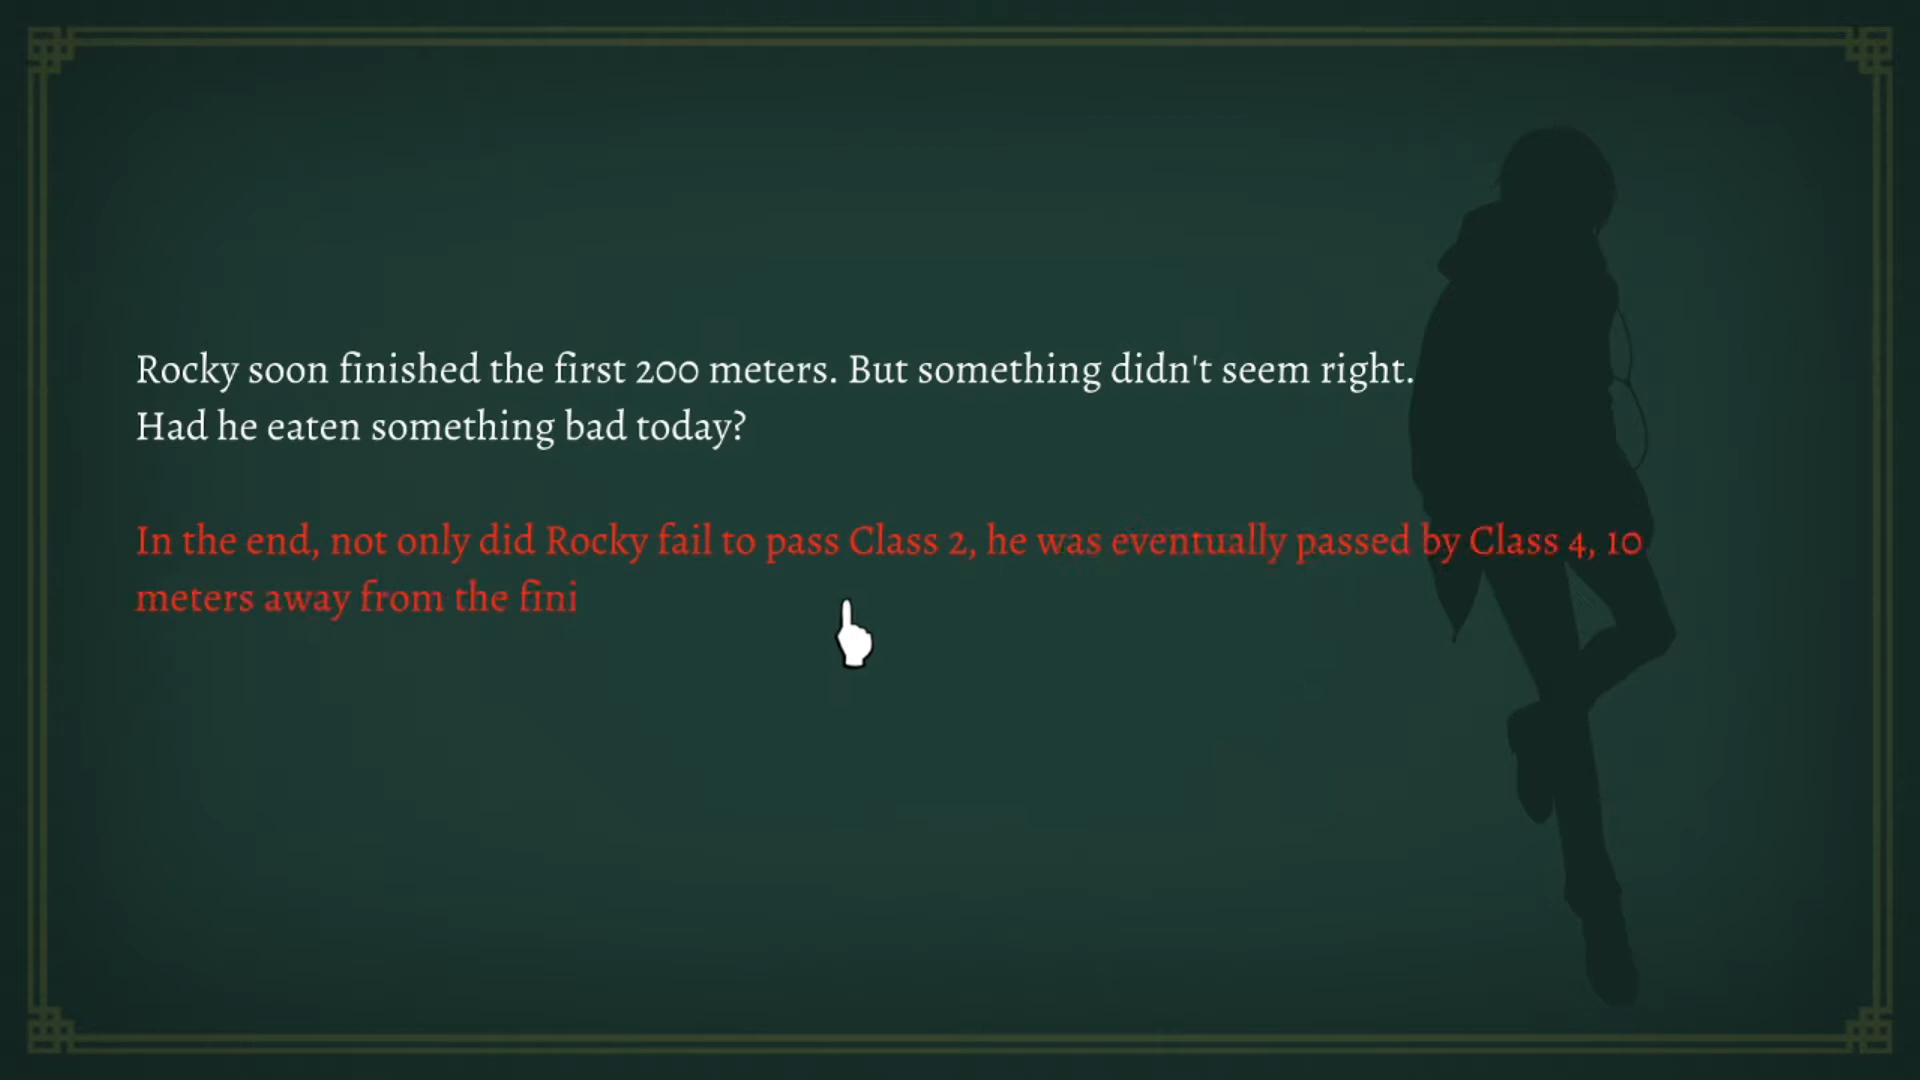 Rocky soon finished the first 200 meters. But something didn't seem right.
Had he eaten something bad today?
In the end, not only did Rocky fail to pass Class 2, he was eventually passed by Class 4, 10
meters away from the fini